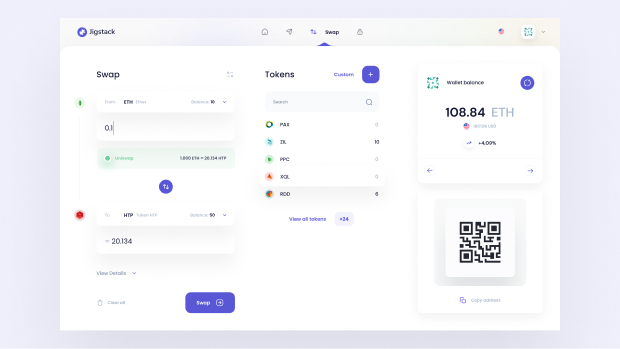 Jigstack
Swap
Swap
From ETH Ether Balance: 10
0.1
Uniswap 1.000 ETH = 20.134 HTP
To HTP Token HTP Balance: 50
≈ 20.134
View Details
Clear all
Swap
Tokens
Custom +
Search
PAX 0
ZIL 10
PPC 0
XQL 0
RDD 6
View all tokens +24
Wallet balance
108.84 ETH
+4,09%
Copy address